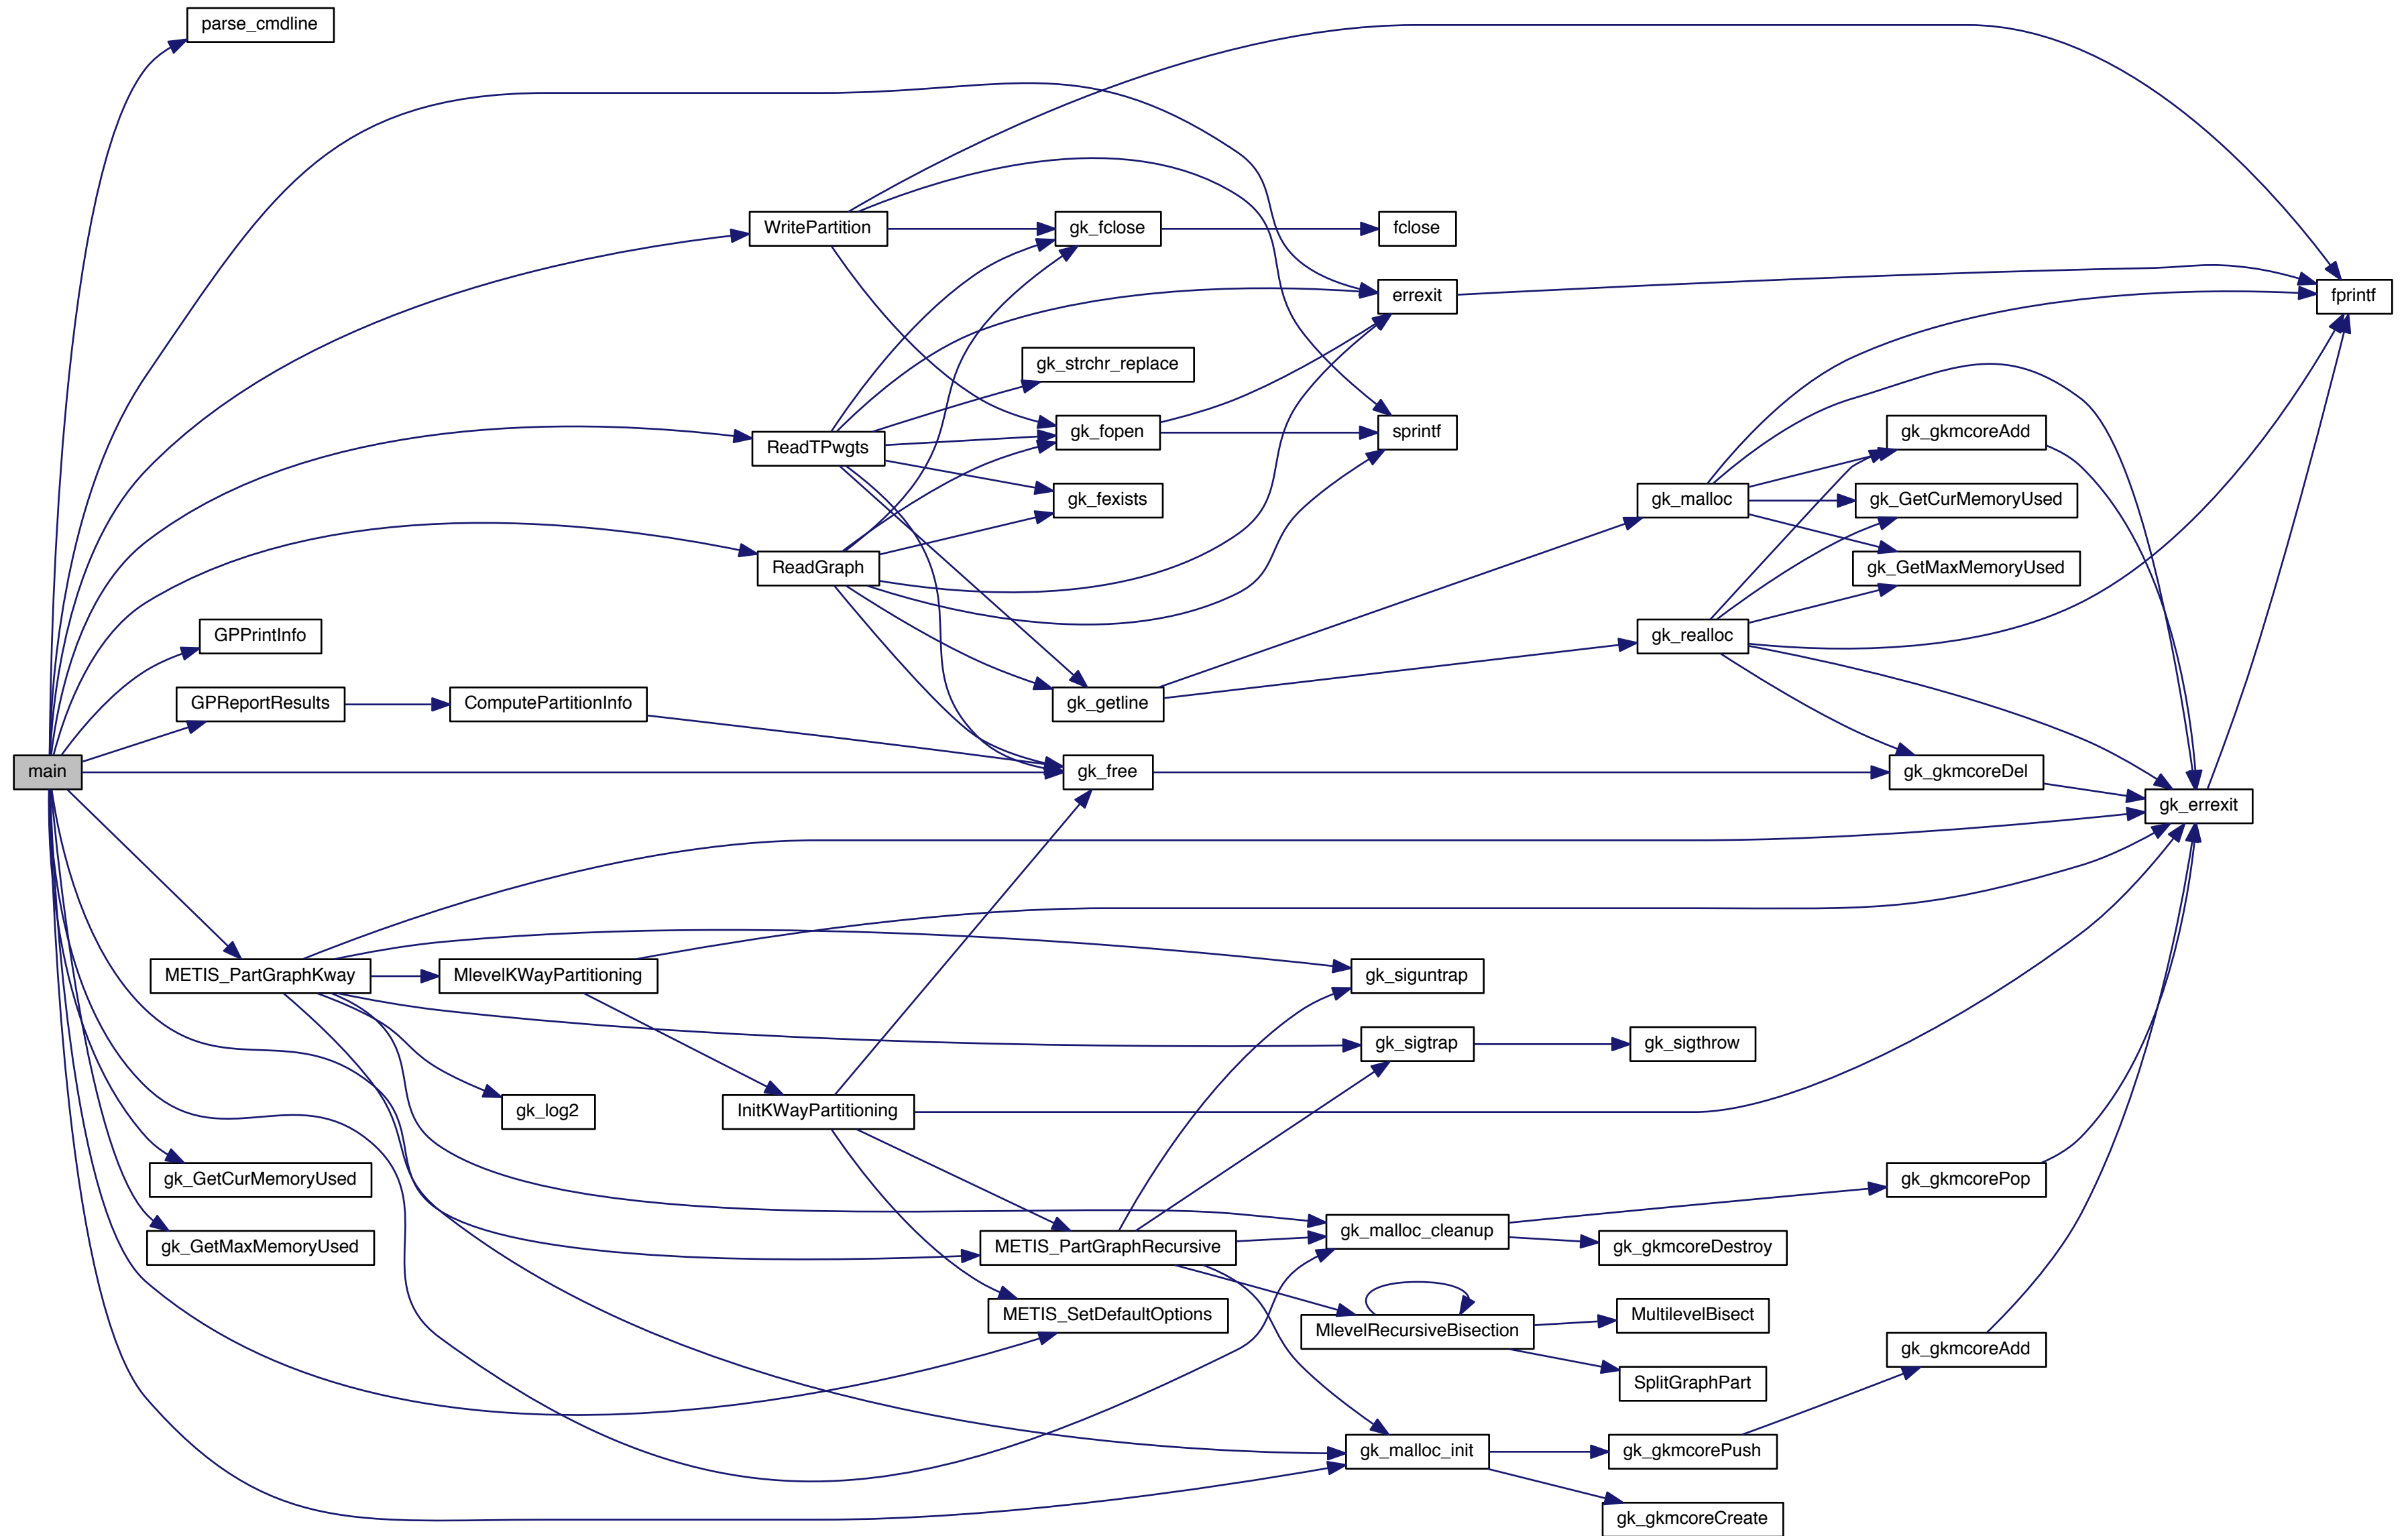 parse_cmdline
WritePartition
gk_fclose
fclose
errexit
fprintf
gk_strchr_replace
ReadTPwgts
gk_fopen
sprintf
gk_gkmcoreAdd
gk_fexists
gk_malloc
gk_GetCurMemoryUsed
ReadGraph
gk_GetMaxMemoryUsed
GPPrintInfo
gk_realloc
GPReportResults
ComputePartitionInfo
gk_getline
main
gk_free
gk_gkmcoreDel
gk_errexit
METIS_PartGraphKway
MlevelKWayPartitioning
gk_siguntrap
gk_sigtrap
gk_sigthrow
gk_log2
InitKWayPartitioning
gk_GetCurMemoryUsed
gk_gkmcorePop
gk_malloc_cleanup
gk_GetMaxMemoryUsed
METIS_PartGraphRecursive
gk_gkmcoreDestroy
METIS_SetDefaultOptions
MultilevelBisect
MlevelRecursiveBisection
gk_gkmcoreAdd
SplitGraphPart
gk_malloc_init
gk_gkmcorePush
gk_gkmcoreCreate